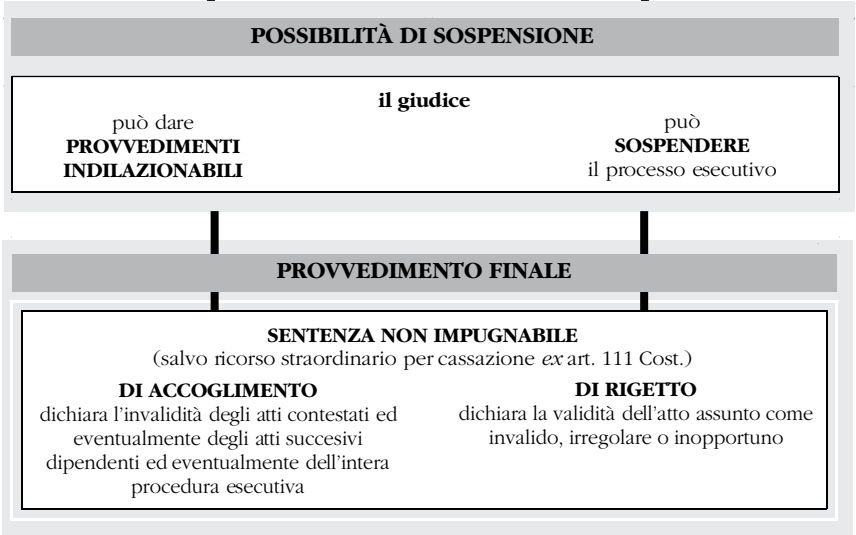 POSSIBILITÀ DI SOSPENSIONE
il giudice
può dare
PROVVEDIMENTI
INDILAZIONABILI
può
SOSPENDERE
il processo esecutivo
PROVVEDIMENTO FINALE
SENTENZA NON IMPUGNABILE
(salvo ricorso straordinario per cassazione ex art. 111 Cost.)
DI ACCOGLIMENTO
dichiara l'invalidità degli atti contestati ed
eventualmente degli atti succesivi
dipendenti ed eventualmente dell'intera
procedura esecutiva
DI RIGETTO
dichiara la validità dell'atto assunto come
invalido, irregolare o inopportuno